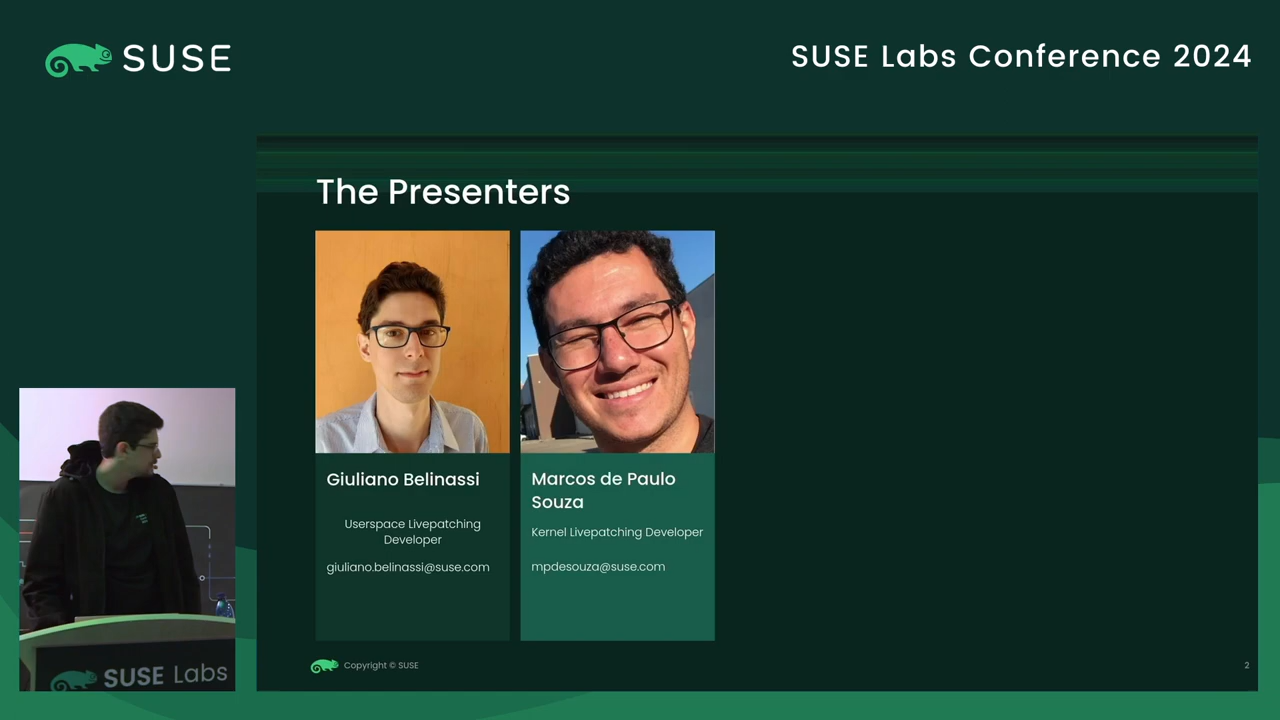 SUSE
SUSE Labs Conference 2024
The Presenters
Giuliano Belinassi
Userspace Livepatching
Developer
giuliano.belinassi@suse.com
Marcos de Paulo
Souza
Kernel Livepatching Developer
mpdesouza@suse.com
Copyright © SUSE
2
SUSE Labs